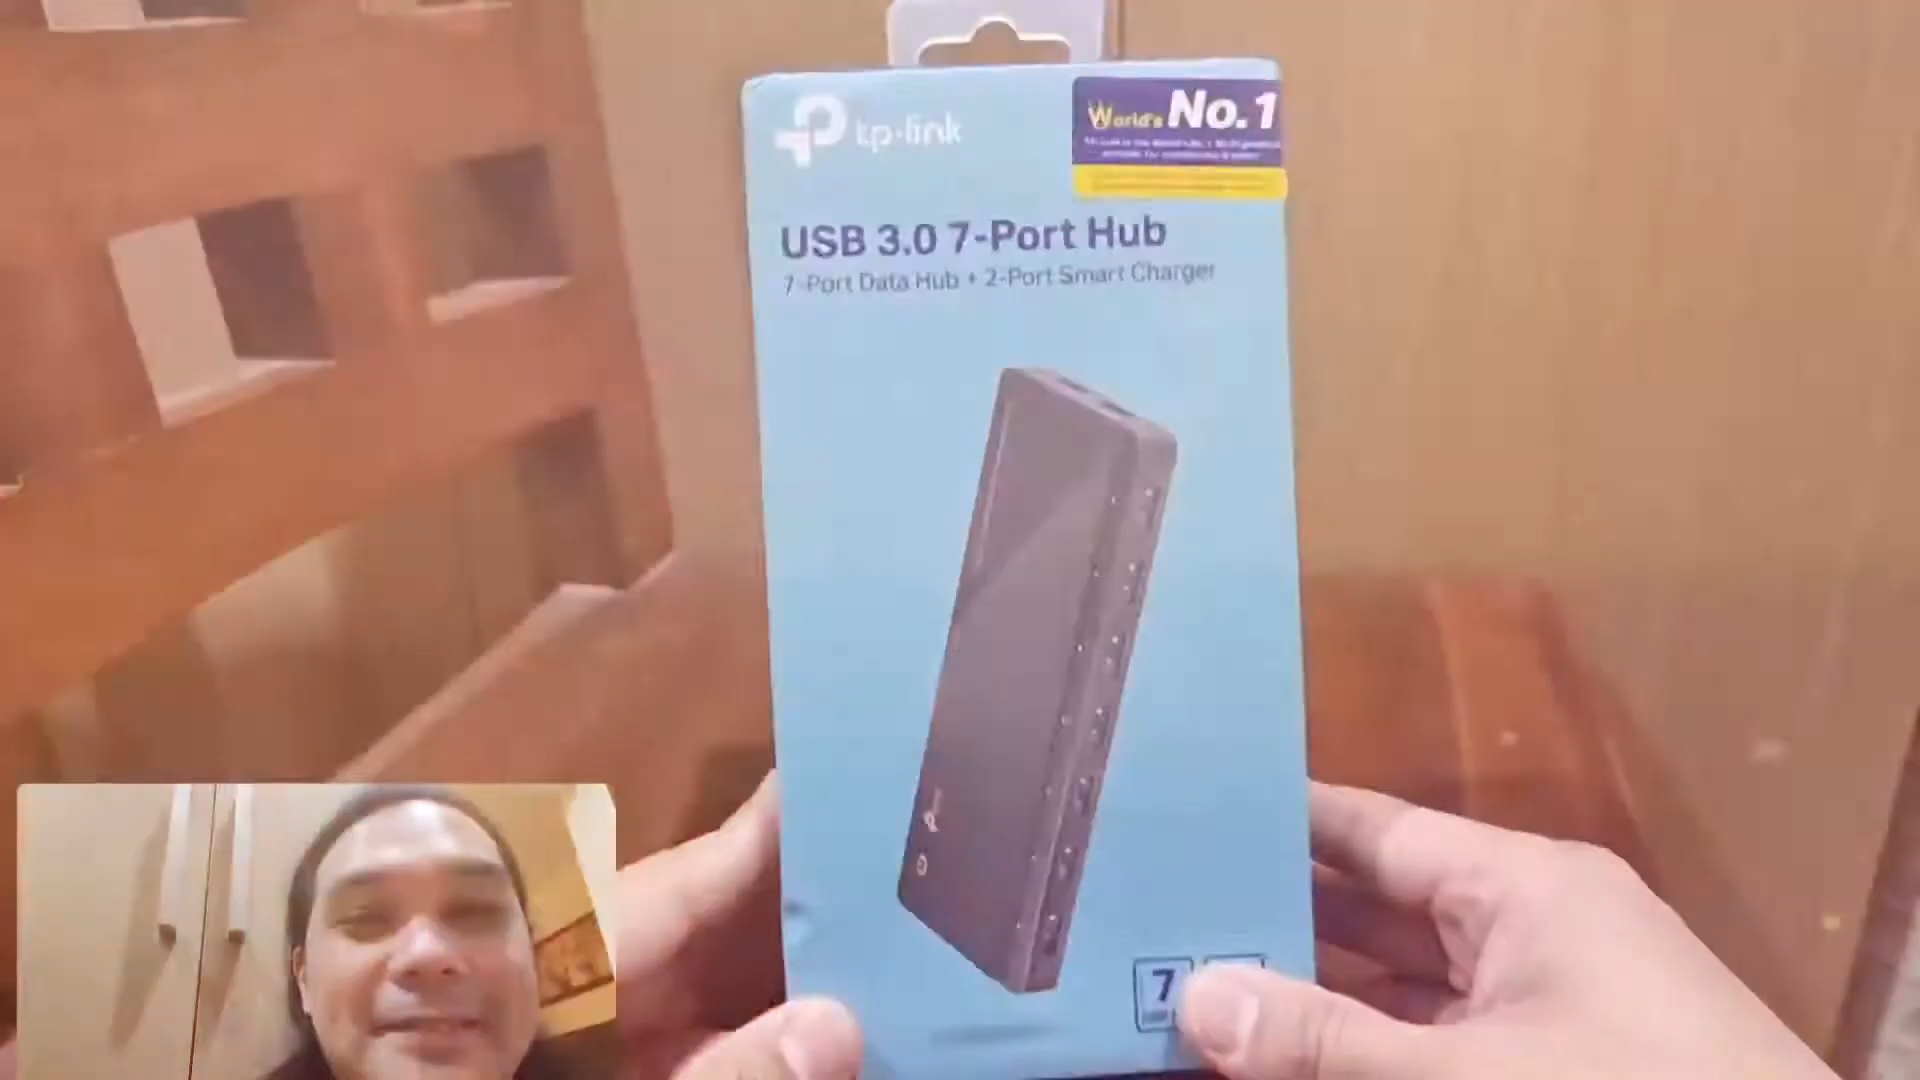 tp-link
World's No.1
USB 3.0 7-Port Hub
7-Port Data Hub + 2-Port Smart Charger
7